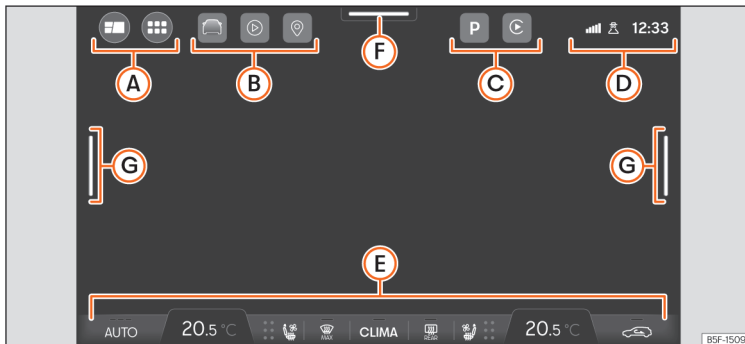 P
12:33
A
B
F
C
D
G
G
E
AUTO
20.5 °C
MAX
CLIMA
REAR
20.5 °C
B5F-1509